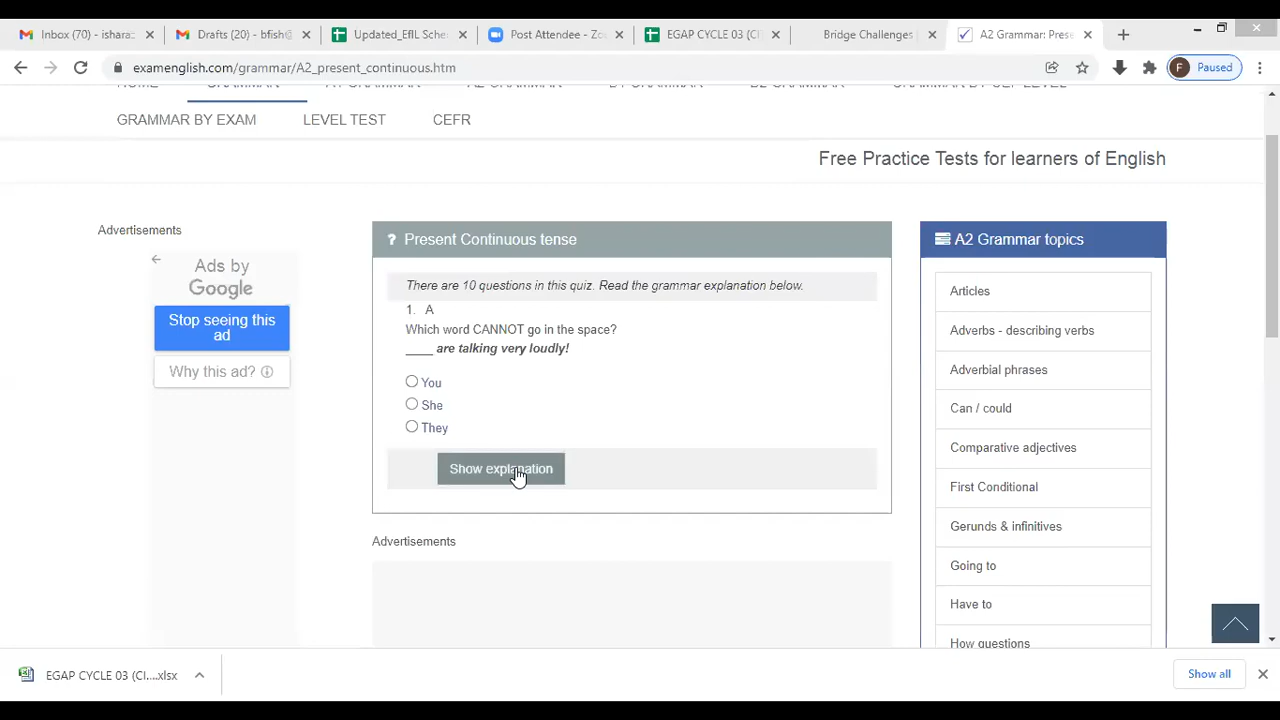 Inbox (70) - ishara:
Drafts (20) - bfish@
Updated_EfIL Sche
Post Attendee - Zo
EGAP CYCLE 03 (CI
Bridge Challenges
A2 Grammar: Prese
examenglish.com/grammar/A2_present_continuous.htm
F
Paused
GRAMMAR BY EXAM
LEVEL TEST
CEFR
Free Practice Tests for learners of English
Advertisements
Ads by
Google
Stop seeing this
ad
Why this ad?
? Present Continuous tense
There are 10 questions in this quiz. Read the grammar explanation below.
1. A
Which word CANNOT go in the space?
____ are talking very loudly!
You
She
They
Show explanation
Advertisements
A2 Grammar topics
Articles
Adverbs - describing verbs
Adverbial phrases
Can / could
Comparative adjectives
First Conditional
Gerunds & infinitives
Going to
Have to
How questions
EGAP CYCLE 03 (CI....xlsx
Show all